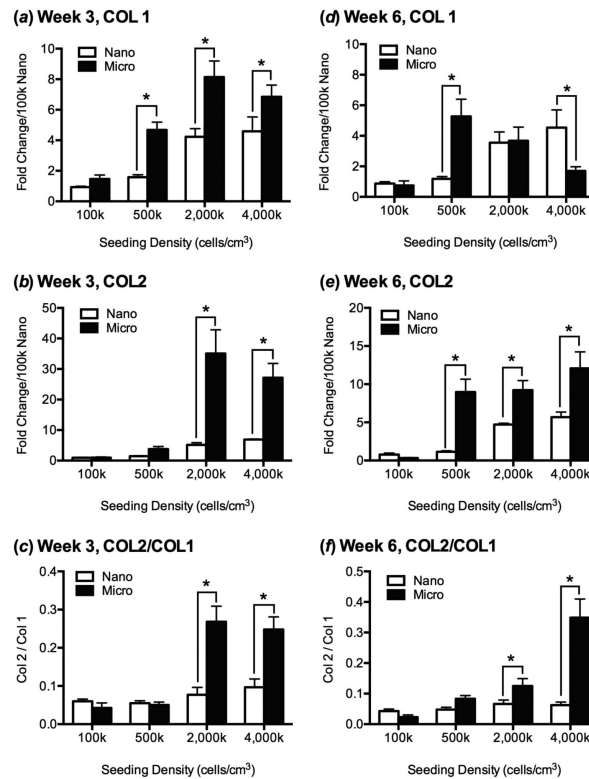 (a) Week 3, COL 1
Nano
Micro
Fold Change/100k Nano
10
8
6
4
2
0
*
*
*
100k 500k 2,000k 4,000k
Seeding Density (cells/cm³)
(d) Week 6, COL 1
Nano
Micro
Fold Change/100k Nano
10
8
6
4
2
0
*
*
100k 500k 2,000k 4,000k
Seeding Density (cells/cm³)
(b) Week 3, COL2
Nano
Micro
Fold Change/100k Nano
50
40
30
20
10
0
*
*
100k 500k 2,000k 4,000k
Seeding Density (cells/cm³)
(e) Week 6, COL2
Nano
Micro
Fold Change/100k Nano
20
15
10
5
0
*
*
*
100k 500k 2,000k 4,000k
Seeding Density (cells/cm³)
(c) Week 3, COL2/COL1
Nano
Micro
Col 2 / Col 1
0.4
0.3
0.2
0.1
0.0
*
*
100k 500k 2,000k 4,000k
Seeding Density (cells/cm³)
(f) Week 6, COL2/COL1
Nano
Micro
Col 2 / Col 1
0.5
0.4
0.3
0.2
0.1
0.0
*
*
100k 500k 2,000k 4,000k
Seeding Density (cells/cm³)